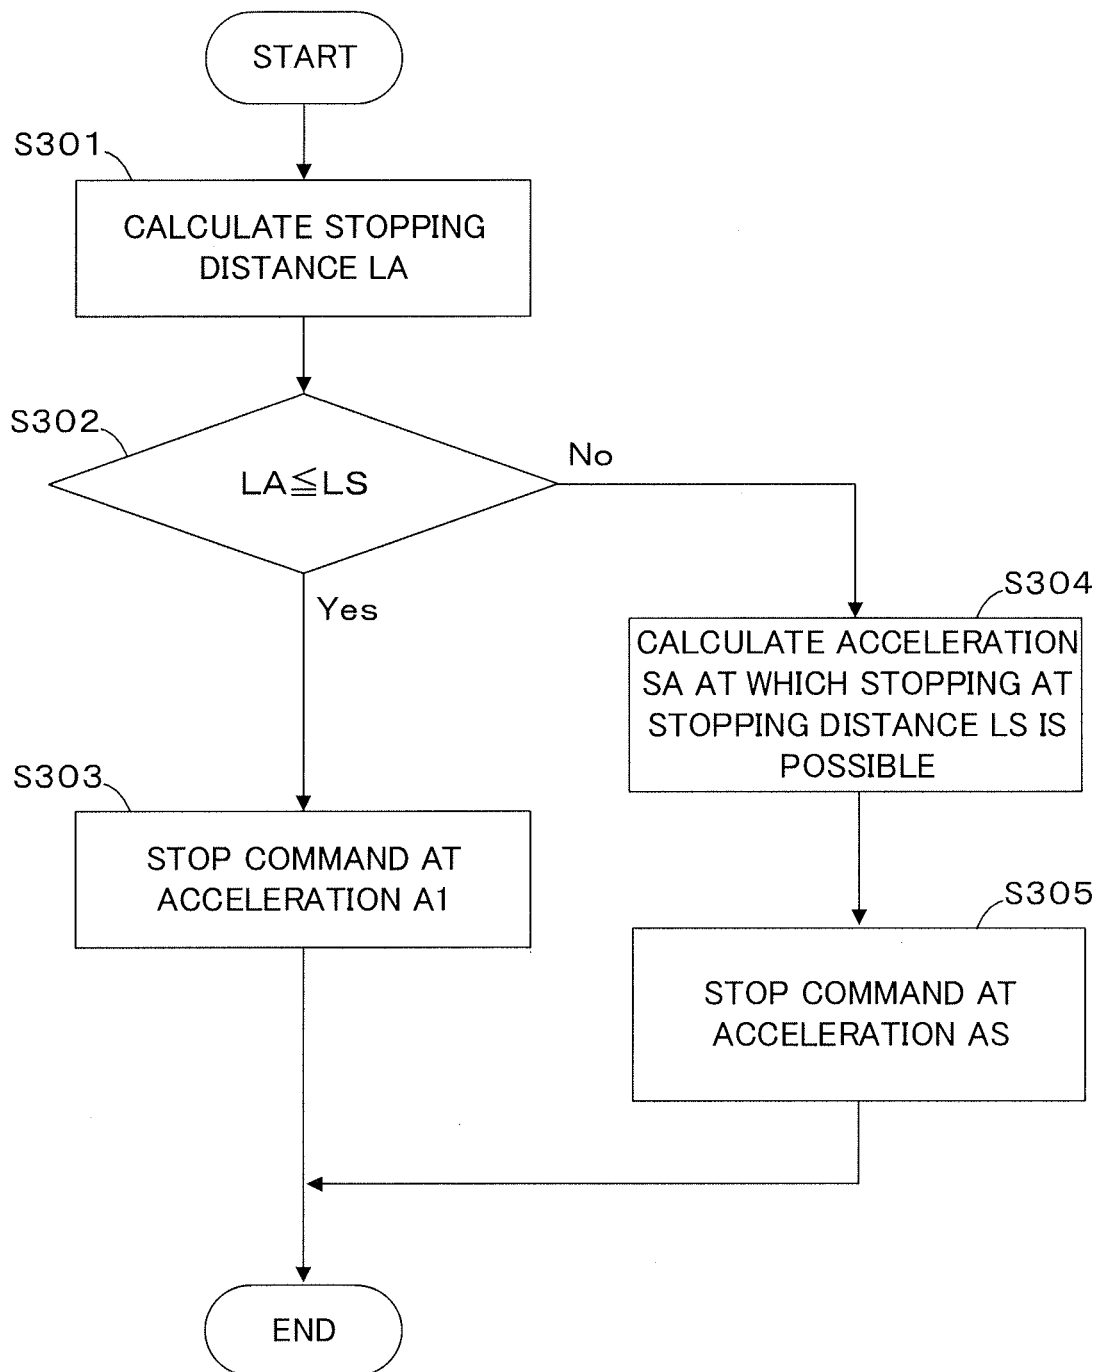 START
S301
CALCULATE STOPPING
DISTANCE LA
S302
LA≦LS
No
Yes
S304
CALCULATE ACCELERATION
SA AT WHICH STOPPING AT
STOPPING DISTANCE LS IS
POSSIBLE
S303
STOP COMMAND AT
ACCELERATION A1
S305
STOP COMMAND AT
ACCELERATION AS
END